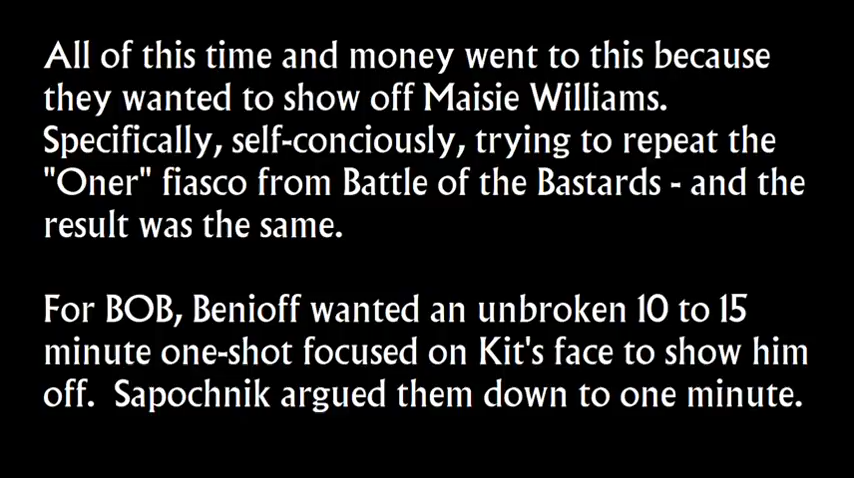 All of this time and money went to this because
they wanted to show off Maisie Williams.
Specifically, self-conciously, trying to repeat the
"Oner" fiasco from Battle of the Bastards - and the
result was the same.
For BOB, Benioff wanted an unbroken 10 to 15
minute one-shot focused on Kit's face to show him
off.  Sapochnik argued them down to one minute.